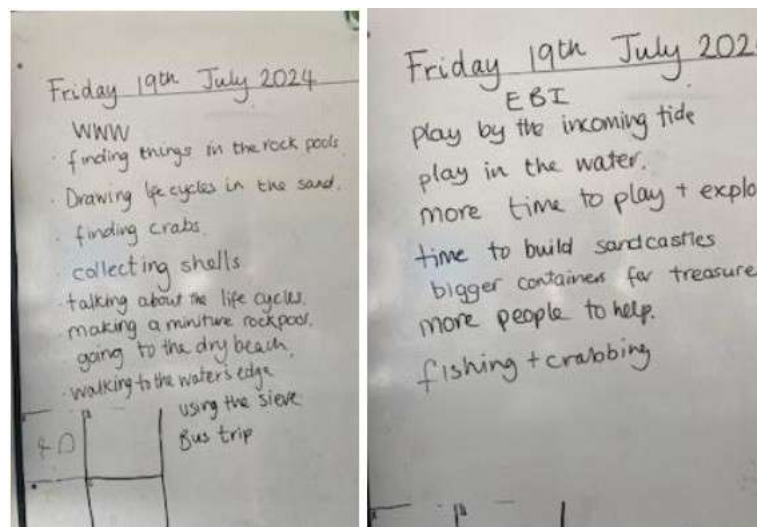 Friday 19th July 2024
WWW
· finding things in the rock pools.
· Drawing life cycles in the sand.
· finding crabs.
· collecting shells
· talking about the life cycles.
making a miniture rockpool.
going to the dry beach.
· walking to the water's edge
using the sieve
Bus trip
Friday 19th July 202
EBI
play by the incoming tide
play in the water.
more time to play + explo
time to build sandcastles
bigger containers for treasure
more people to help.
fishing + crabbing